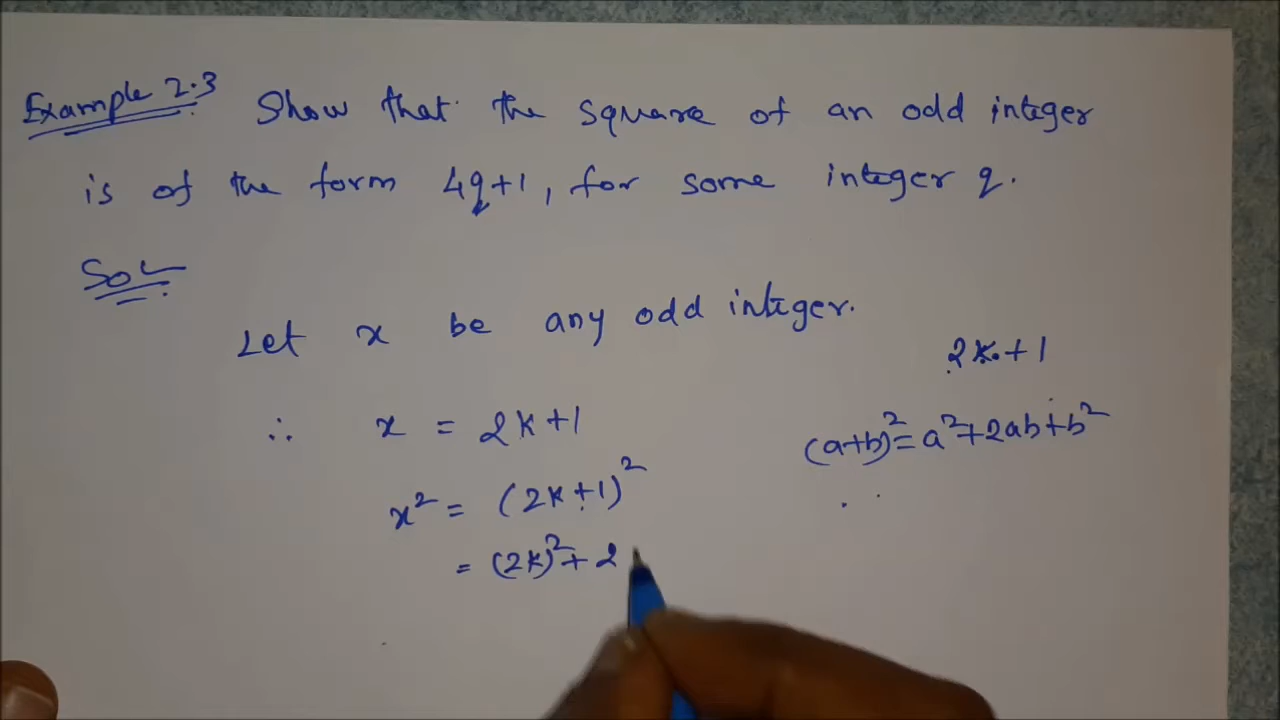 Example 2.3 Show that the square of an odd integer
is of the form 4q+1, for some integer q.
Sol
Let x be any odd integer.
2k+1
∴ x = 2k+1
(a+b)²=a²+2ab+b²
x² = (2k+1)²
= (2k)²+2